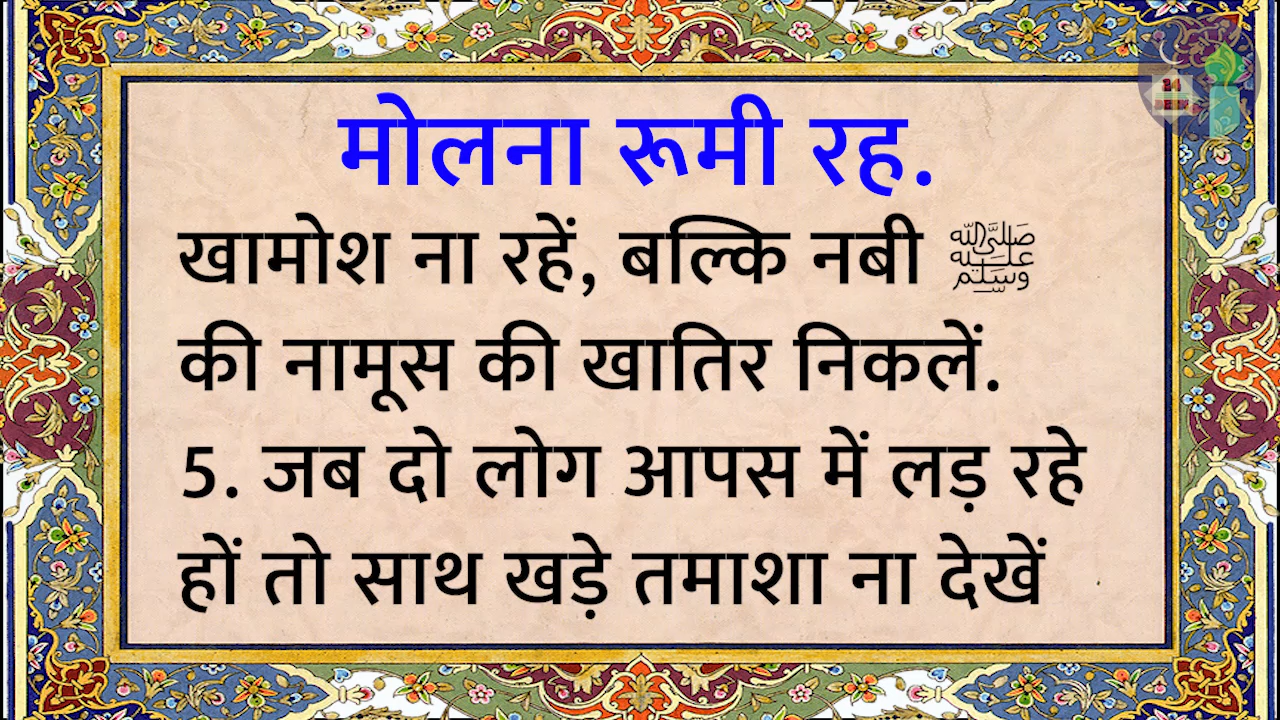 मोलना रूमी रह.
खामोश ना रहें, बल्कि नबी ﷺ
की नामूस की खातिर निकलें.
5. जब दो लोग आपस में लड़ रहे
हों तो साथ खड़े तमाशा ना देखें